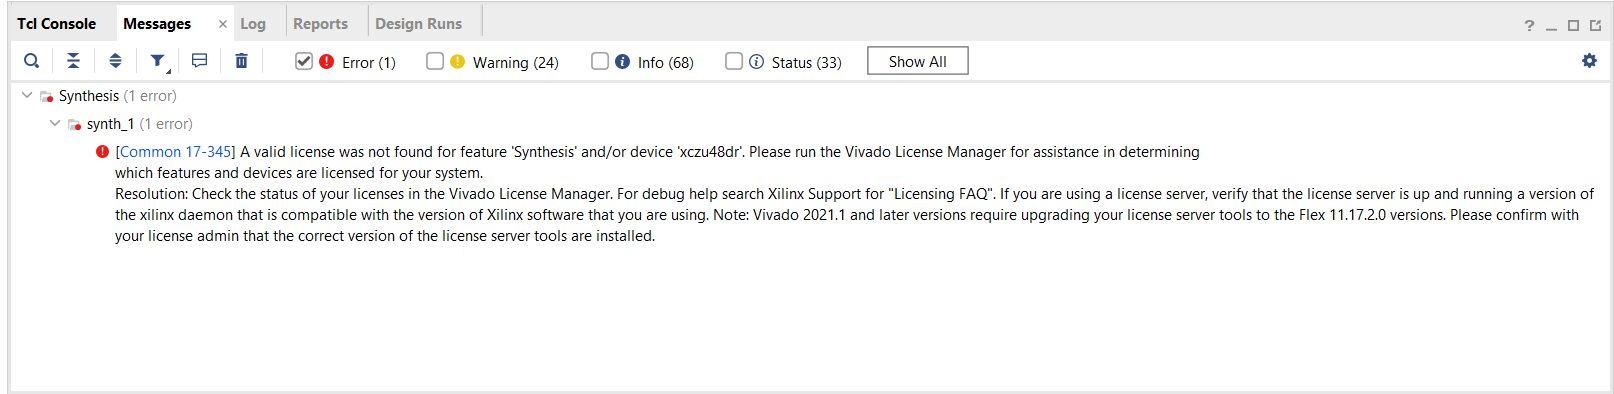 Tcl Console Messages × Log Reports Design Runs ? _
Error (1) Warning (24) Info (68) Status (33) Show All
Synthesis (1 error)
synth_1 (1 error)
[Common 17-345] A valid license was not found for feature 'Synthesis' and/or device 'xczu48dr'. Please run the Vivado License Manager for assistance in determining
which features and devices are licensed for your system.
Resolution: Check the status of your licenses in the Vivado License Manager. For debug help search Xilinx Support for "Licensing FAQ". If you are using a license server, verify that the license server is up and running a version of
the xilinx daemon that is compatible with the version of Xilinx software that you are using. Note: Vivado 2021.1 and later versions require upgrading your license server tools to the Flex 11.17.2.0 versions. Please confirm with
your license admin that the correct version of the license server tools are installed.